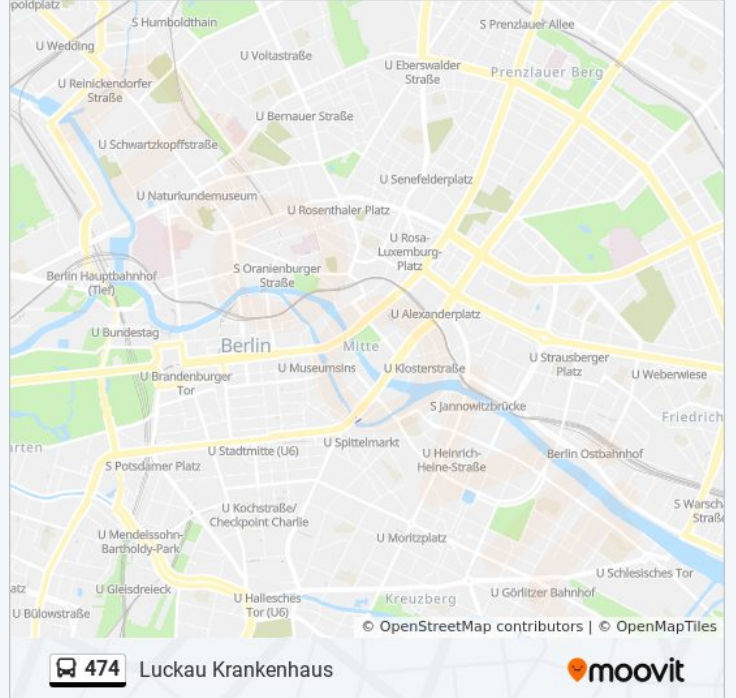 poldplatz
S Humboldthain
S Prenzlauer Allee
U Wedding
U Voltastraße
U Eberswalder
Straße
Prenzlauer Berg
U Reinickendorfer
Straße
U Bernauer Straße
U Schwartzkopffstraße
U Senefelderplatz
U Naturkundemuseum
U Rosenthaler Platz
U Rosa-
Luxemburg-
Platz
Berlin Hauptbahnhof
(Tief)
S Oranienburger
Straße
U Alexanderplatz
U Bundestag
Berlin
Mitte
U Strausberger
Platz
U Museumsins
U Klosterstraße
U Weberwiese
U Brandenburger
Tor
S Jannowitzbrücke
Friedrich
rten
U Stadtmitte (U6)
U Spittelmarkt
U Heinrich-
Heine-Straße
Berlin Ostbahnhof
S Potsdamer Platz
S Warsch
Straße
U Kochstraße/
Checkpoint Charlie
U Mendelssohn-
Bartholdy-Park
U Moritzplatz
U Schlesisches Tor
atz
U Gleisdreieck
U Görlitzer Bahnhof
U Hallesches
Tor (U6)
Kreuzberg
U Bülowstraße
© OpenStreetMap contributors | © OpenMapTiles
474 Luckau Krankenhaus
moovit